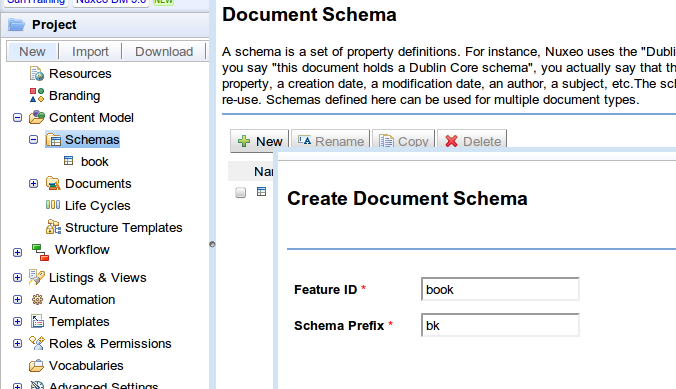 SunTraining Nuxeo DM 5.6 NEW
Project
New Import Download
Resources
Branding
Content Model
Schemas
book
Documents
Life Cycles
Structure Templates
Workflow
Listings & Views
Automation
Templates
Roles & Permissions
Vocabularies
Advanced Settings
Document Schema
A schema is a set of property definitions. For instance, Nuxeo uses the "Dubli
you say "this document holds a Dublin Core schema", you actually say that th
property, a creation date, a modification date, an author, a subject, etc.The sc
re-use. Schemas defined here can be used for multiple document types.
New Rename Copy Delete
Nar
Create Document Schema
Feature ID * book
Schema Prefix * bk